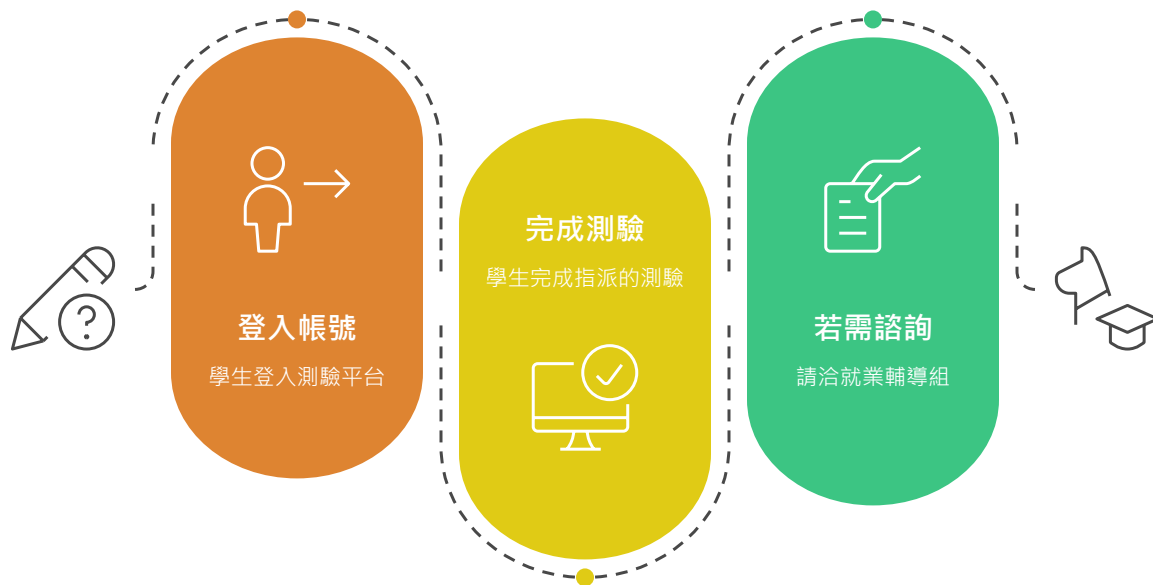 登入帳號
學生登入測驗平台
完成測驗
學生完成指派的測驗
若需諮詢
請洽就業輔導組